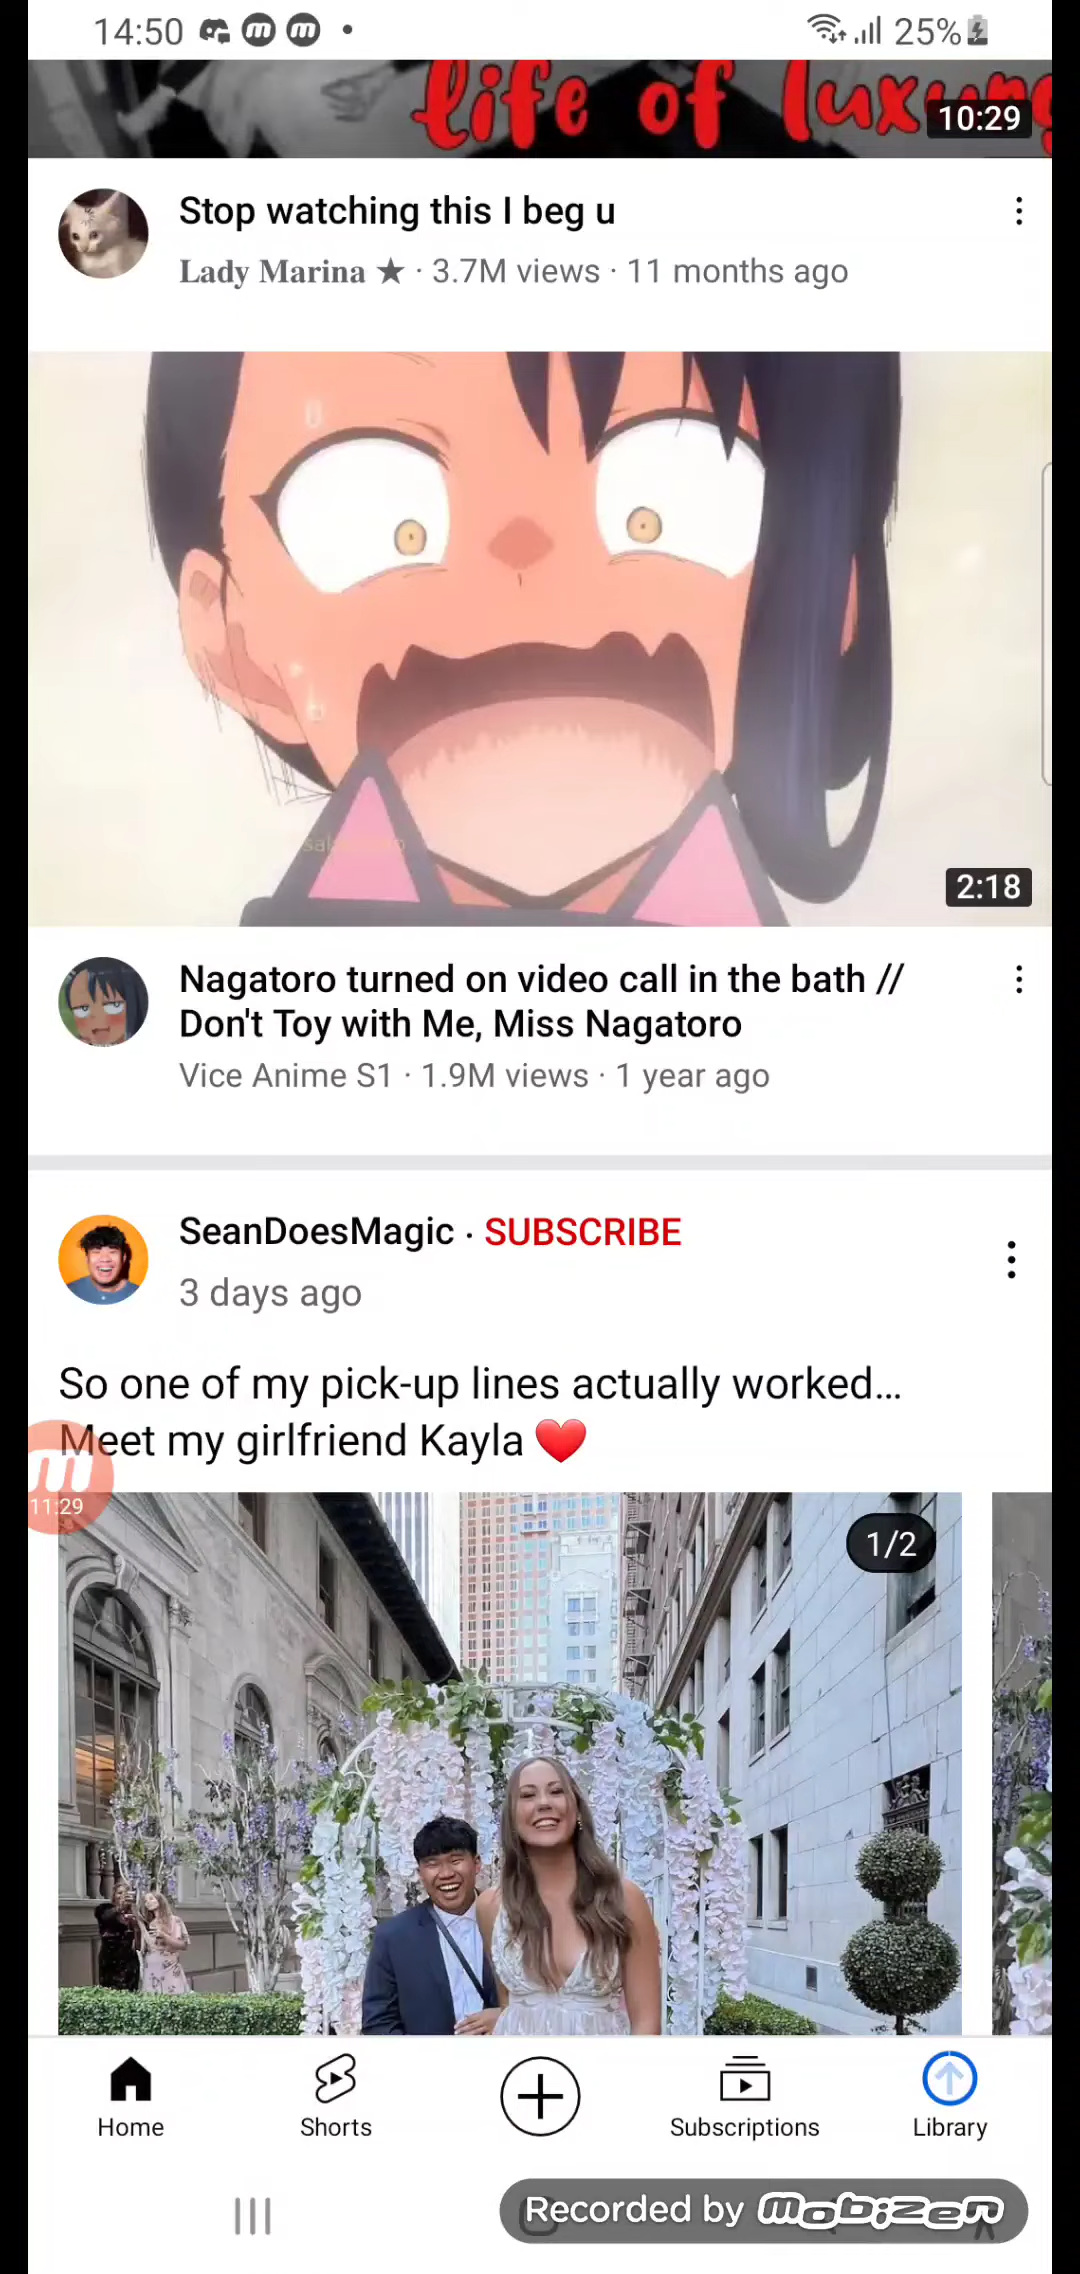 14:50
25%
life of luxury
10:29
Stop watching this I beg u
Lady Marina ★ · 3.7M views · 11 months ago
2:18
Nagatoro turned on video call in the bath //
Don't Toy with Me, Miss Nagatoro
Vice Anime S1 · 1.9M views · 1 year ago
SeanDoesMagic · SUBSCRIBE
3 days ago
So one of my pick-up lines actually worked...
Meet my girlfriend Kayla ❤️
m
11:29
1/2
Home
Shorts
Subscriptions
Library
Recorded by mobizen